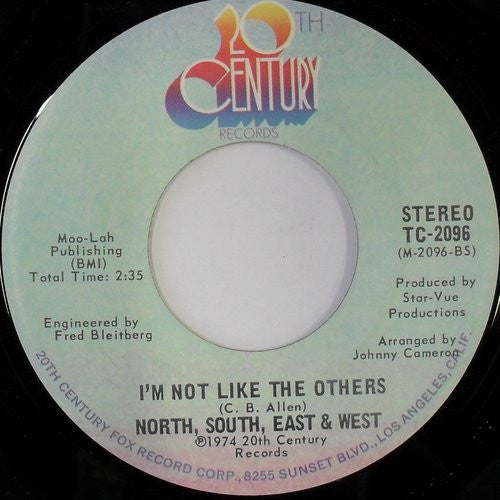 20TH
CENTURY
RECORDS
STEREO
TC-2096
(M-2096-BS)
Moo-Lah
Publishing
(BMI)
Total Time: 2:35
Produced by
Star-Vue
Productions
Engineered by
Fred Bleitberg
Arranged by
Johnny Cameron
I'M NOT LIKE THE OTHERS
(C. B. Allen)
NORTH, SOUTH, EAST & WEST
℗1974 20th Century
Records
20TH CENTURY FOX RECORD CORP., 8255 SUNSET BLVD., LOS ANGELES, CALIF.